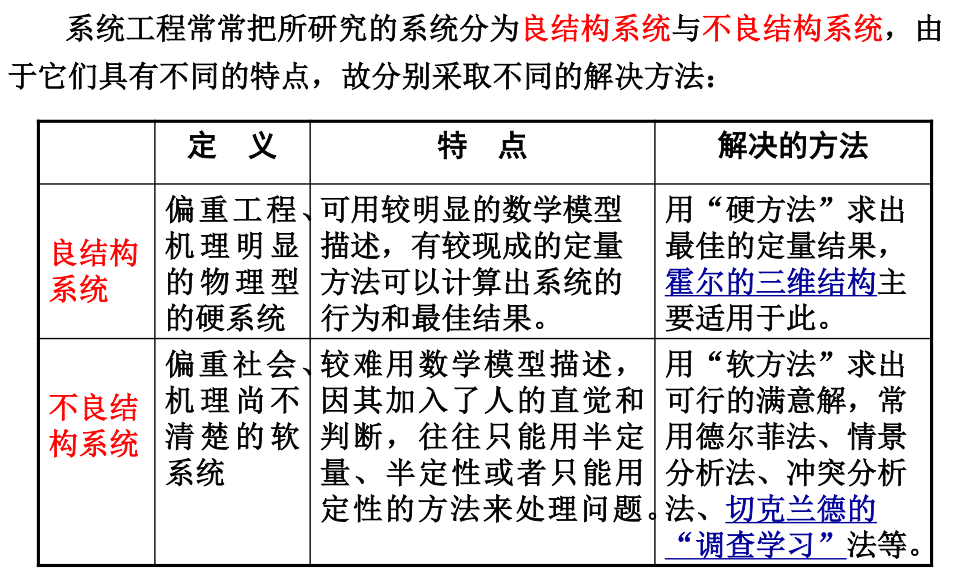 系统工程常常把所研究的系统分为良结构系统与不良结构系统，由
于它们具有不同的特点，故分别采取不同的解决方法：
定 义
特 点
解决的方法
良结构
系统
偏重工程、
机理明显
的物理型
的硬系统
可用较明显的数学模型
描述，有较现成的定量
方法可以计算出系统的
行为和最佳结果。
用“硬方法”求出
最佳的定量结果，
霍尔的三维结构主
要适用于此。
不良结
构系统
偏重社会、
机理尚不
清楚的软
系统
较难用数学模型描述，
因其加入了人的直觉和
判断，往往只能用半定
量、半定性或者只能用
定性的方法来处理问题。
用“软方法”求出
可行的满意解，常
用德尔菲法、情景
分析法、冲突分析
法、切克兰德的
“调查学习”法等。